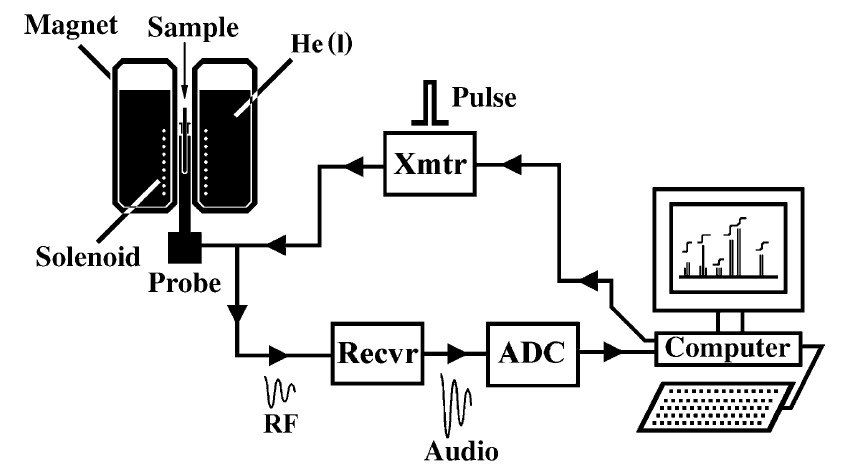 Magnet
Sample
He (l)
Pulse
Xmtr
Solenoid
Probe
Recvr
ADC
Computer
RF
Audio